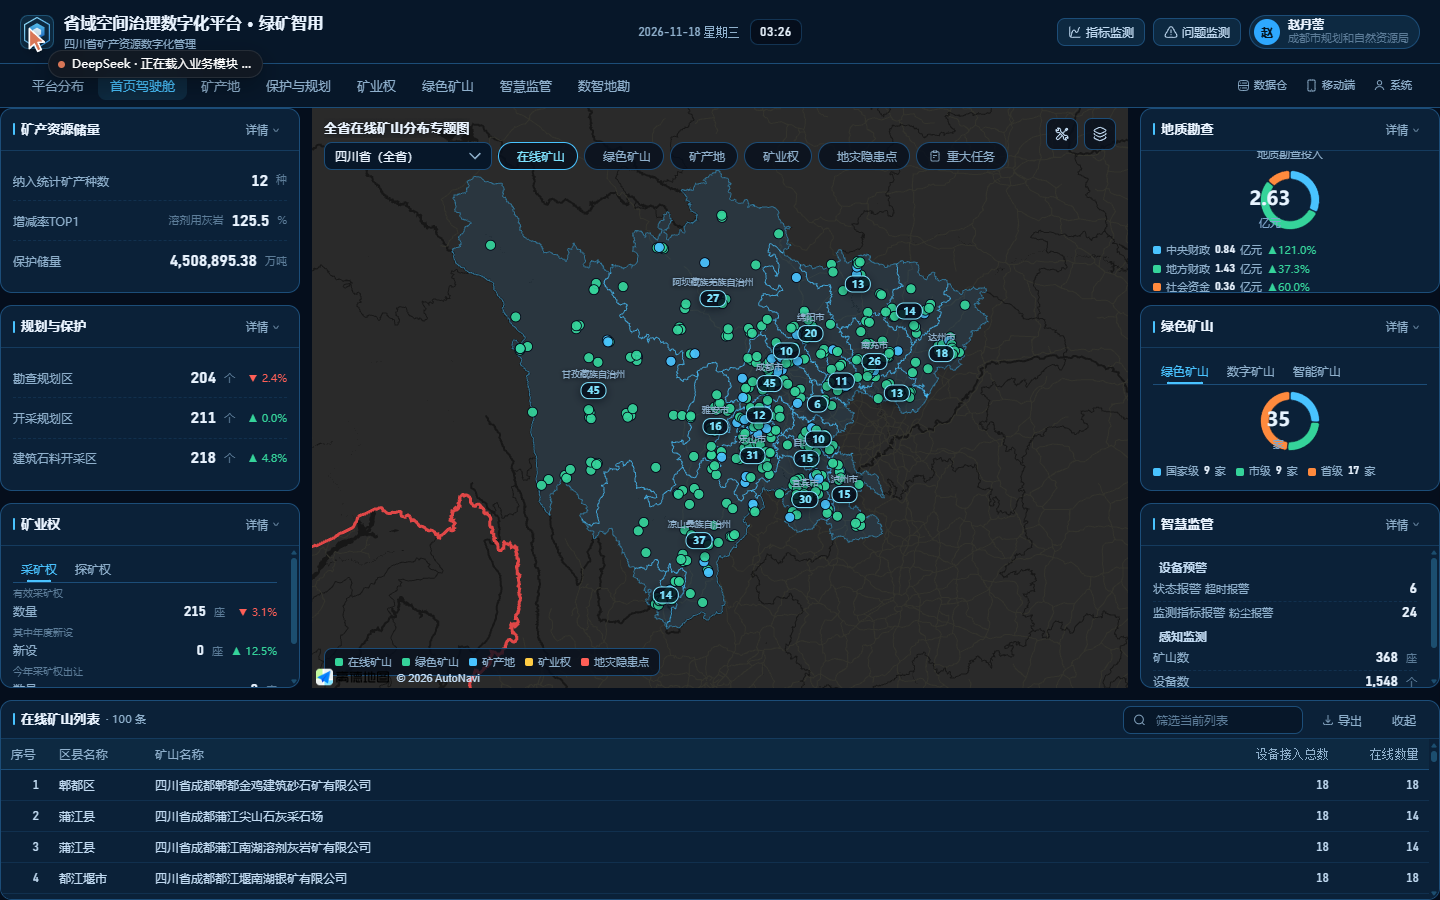 省域空间治理数字化平台 • 绿矿智用
四川省矿产资源数字化管理
DeepSeek · 正在载入业务模块 ...
2026-11-18 星期三
03:26
指标监测
问题监测
赵
赵丹蕾
成都市规划和自然资源局
平台分布
首页驾驶舱
矿产地
保护与规划
矿业权
绿色矿山
智慧监管
数智地勘
数据仓
移动端
系统
矿产资源储量
详情
纳入统计矿产种数 12 种
增减率TOP1 溶剂用灰岩 125.5 %
保护储量 4,508,895.38 万吨
规划与保护
详情
勘查规划区 204 个 ▼ 2.4%
开采规划区 211 个 ▲ 0.0%
建筑石料开采区 218 个 ▲ 4.8%
矿业权
详情
采矿权 探矿权
有效采矿权
数量 215 座 ▼ 3.1%
其中年度新设
新设 0 座 ▲ 12.5%
今年采矿权出让
全省在线矿山分布专题图
四川省（全省）
在线矿山
绿色矿山
矿产地
矿业权
地灾隐患点
重大任务
阿坝藏族羌族自治州
27
13
14
绵阳市
20
达州市
18
10
南充市
26
甘孜藏族自治州
45
成都市
45
11
13
6
雅安市
16
12
10
乐山市
31
15
30
泸州市
15
凉山彝族自治州
37
14
在线矿山 绿色矿山 矿产地 矿业权 地灾隐患点
高德地图
© 2026 AutoNavi
地质勘查
详情
地质勘查投入
2.63
亿元
中央财政 0.84 亿元 ▲121.0%
地方财政 1.43 亿元 ▲37.3%
社会资金 0.36 亿元 ▲60.0%
绿色矿山
详情
绿色矿山 数字矿山 智能矿山
35
家
国家级 9 家 市级 9 家 省级 17 家
智慧监管
详情
设备预警
状态报警 超时报警 6
监测指标报警 粉尘报警 24
感知监测
矿山数 368 座
设备数 1,548 个
在线矿山列表 · 100 条
筛选当前列表
导出
收起
序号 区县名称 矿山名称 设备接入总数 在线数量
1 郫都区 四川省成都郫都金鸡建筑砂石矿有限公司 18 18
2 蒲江县 四川省成都蒲江尖山石灰采石场 18 14
3 蒲江县 四川省成都蒲江南湖溶剂灰岩矿有限公司 18 14
4 都江堰市 四川省成都都江堰南湖银矿有限公司 18 18